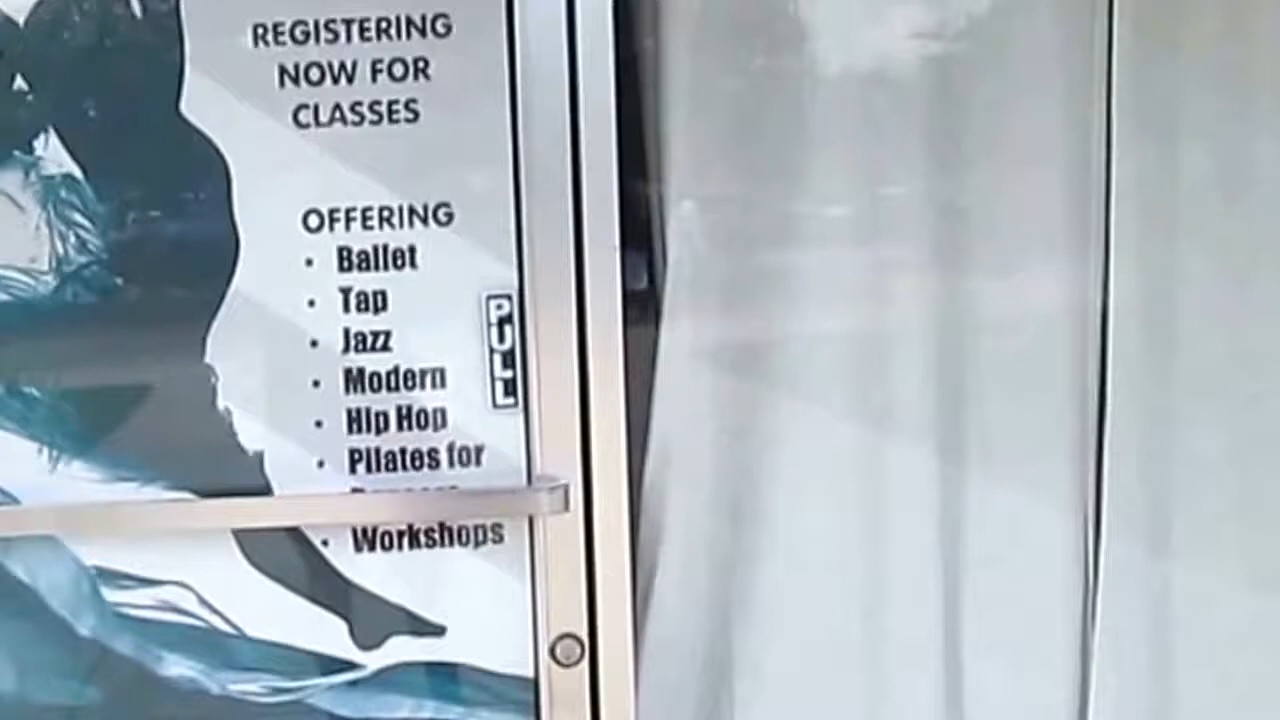 REGISTERING
NOW FOR
CLASSES
OFFERING
• Ballet
• Tap
• Jazz
• Modern
• Hip Hop
• Pilates for
• Workshops
PULL